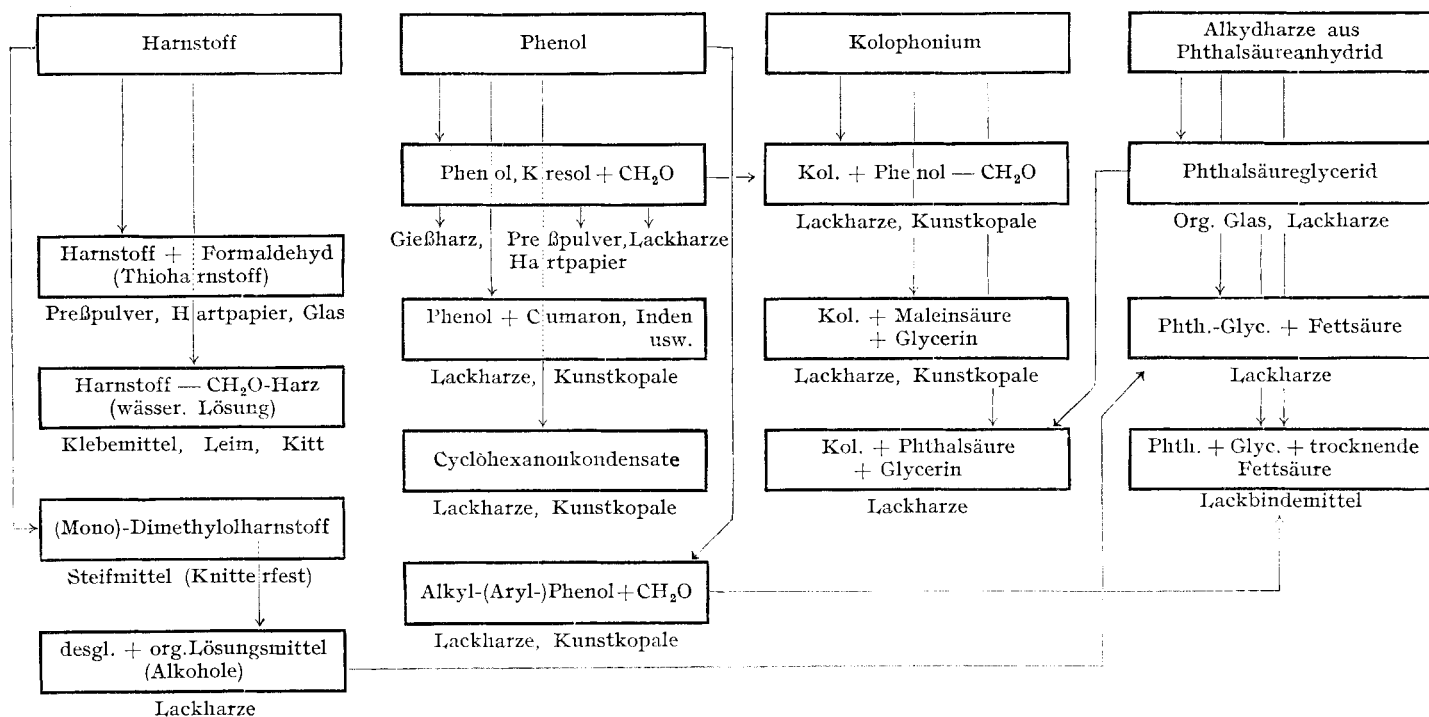 Harnstoff
Harnstoff + Formaldehyd
(Thioharnstoff)
Preßpulver, Hartpapier, Glas
Harnstoff — CH₂O-Harz
(wässer. Lösung)
Klebemittel, Leim, Kitt
(Mono)-Dimethylolharnstoff
Steifmittel (Knitterfest)
desgl. + org. Lösungsmittel
(Alkohole)
Lackharze
Phenol
Phenol, Kresol + CH₂O
Gießharz, Preßpulver, Lackharze
Hartpapier
Phenol + Cumaron, Inden
usw.
Lackharze, Kunstkopale
Cyclohexanonkondensate
Lackharze, Kunstkopale
Alkyl-(Aryl-)Phenol + CH₂O
Lackharze, Kunstkopale
Kolophonium
Kol. + Phenol — CH₂O
Lackharze, Kunstkopale
Kol. + Maleinsäure
+ Glycerin
Lackharze, Kunstkopale
Kol. + Phthalsäure
+ Glycerin
Lackharze
Alkydharze aus
Phthalsäureanhydrid
Phthalsäureglycerid
Org. Glas, Lackharze
Phth.-Glyc. + Fettsäure
Lackharze
Phth. + Glyc. + trocknende
Fettsäure
Lackbindemittel